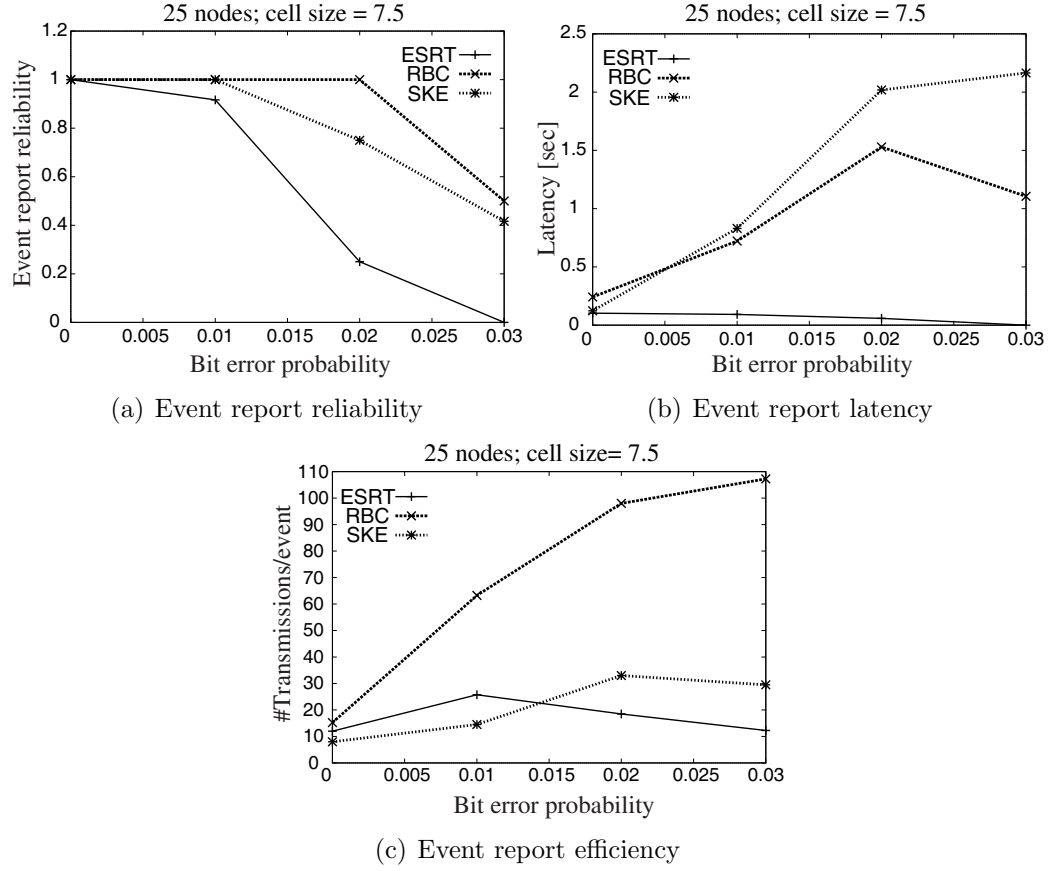 25 nodes; cell size = 7.5
1.2
1
0.8
0.6
0.4
0.2
0
Event report reliability
ESRT
RBC
SKE
0 0.005 0.01 0.015 0.02 0.025 0.03
Bit error probability
(a) Event report reliability
25 nodes; cell size = 7.5
2.5
2
1.5
1
0.5
0
Latency [sec]
ESRT
RBC
SKE
0 0.005 0.01 0.015 0.02 0.025 0.03
Bit error probability
(b) Event report latency
25 nodes; cell size= 7.5
110
100
90
80
70
60
50
40
30
20
10
0
#Transmissions/event
ESRT
RBC
SKE
0 0.005 0.01 0.015 0.02 0.025 0.03
Bit error probability
(c) Event report efficiency